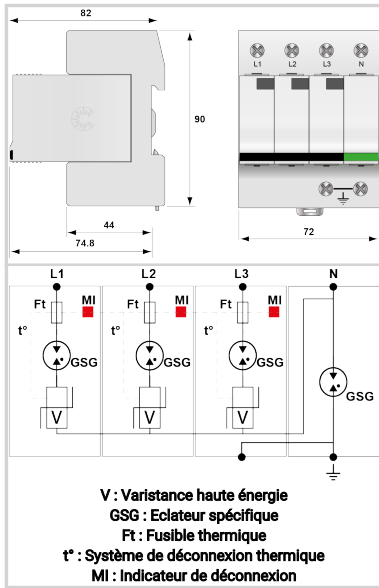 82
90
44
74.8
L1 L2 L3 N
72
L1 L2 L3 N
Ft MI Ft MI Ft MI
t° t° t°
GSG GSG GSG
GSG
V V V
V : Varistance haute énergie
GSG : Eclateur spécifique
Ft : Fusible thermique
t° : Système de déconnexion thermique
MI : Indicateur de déconnexion